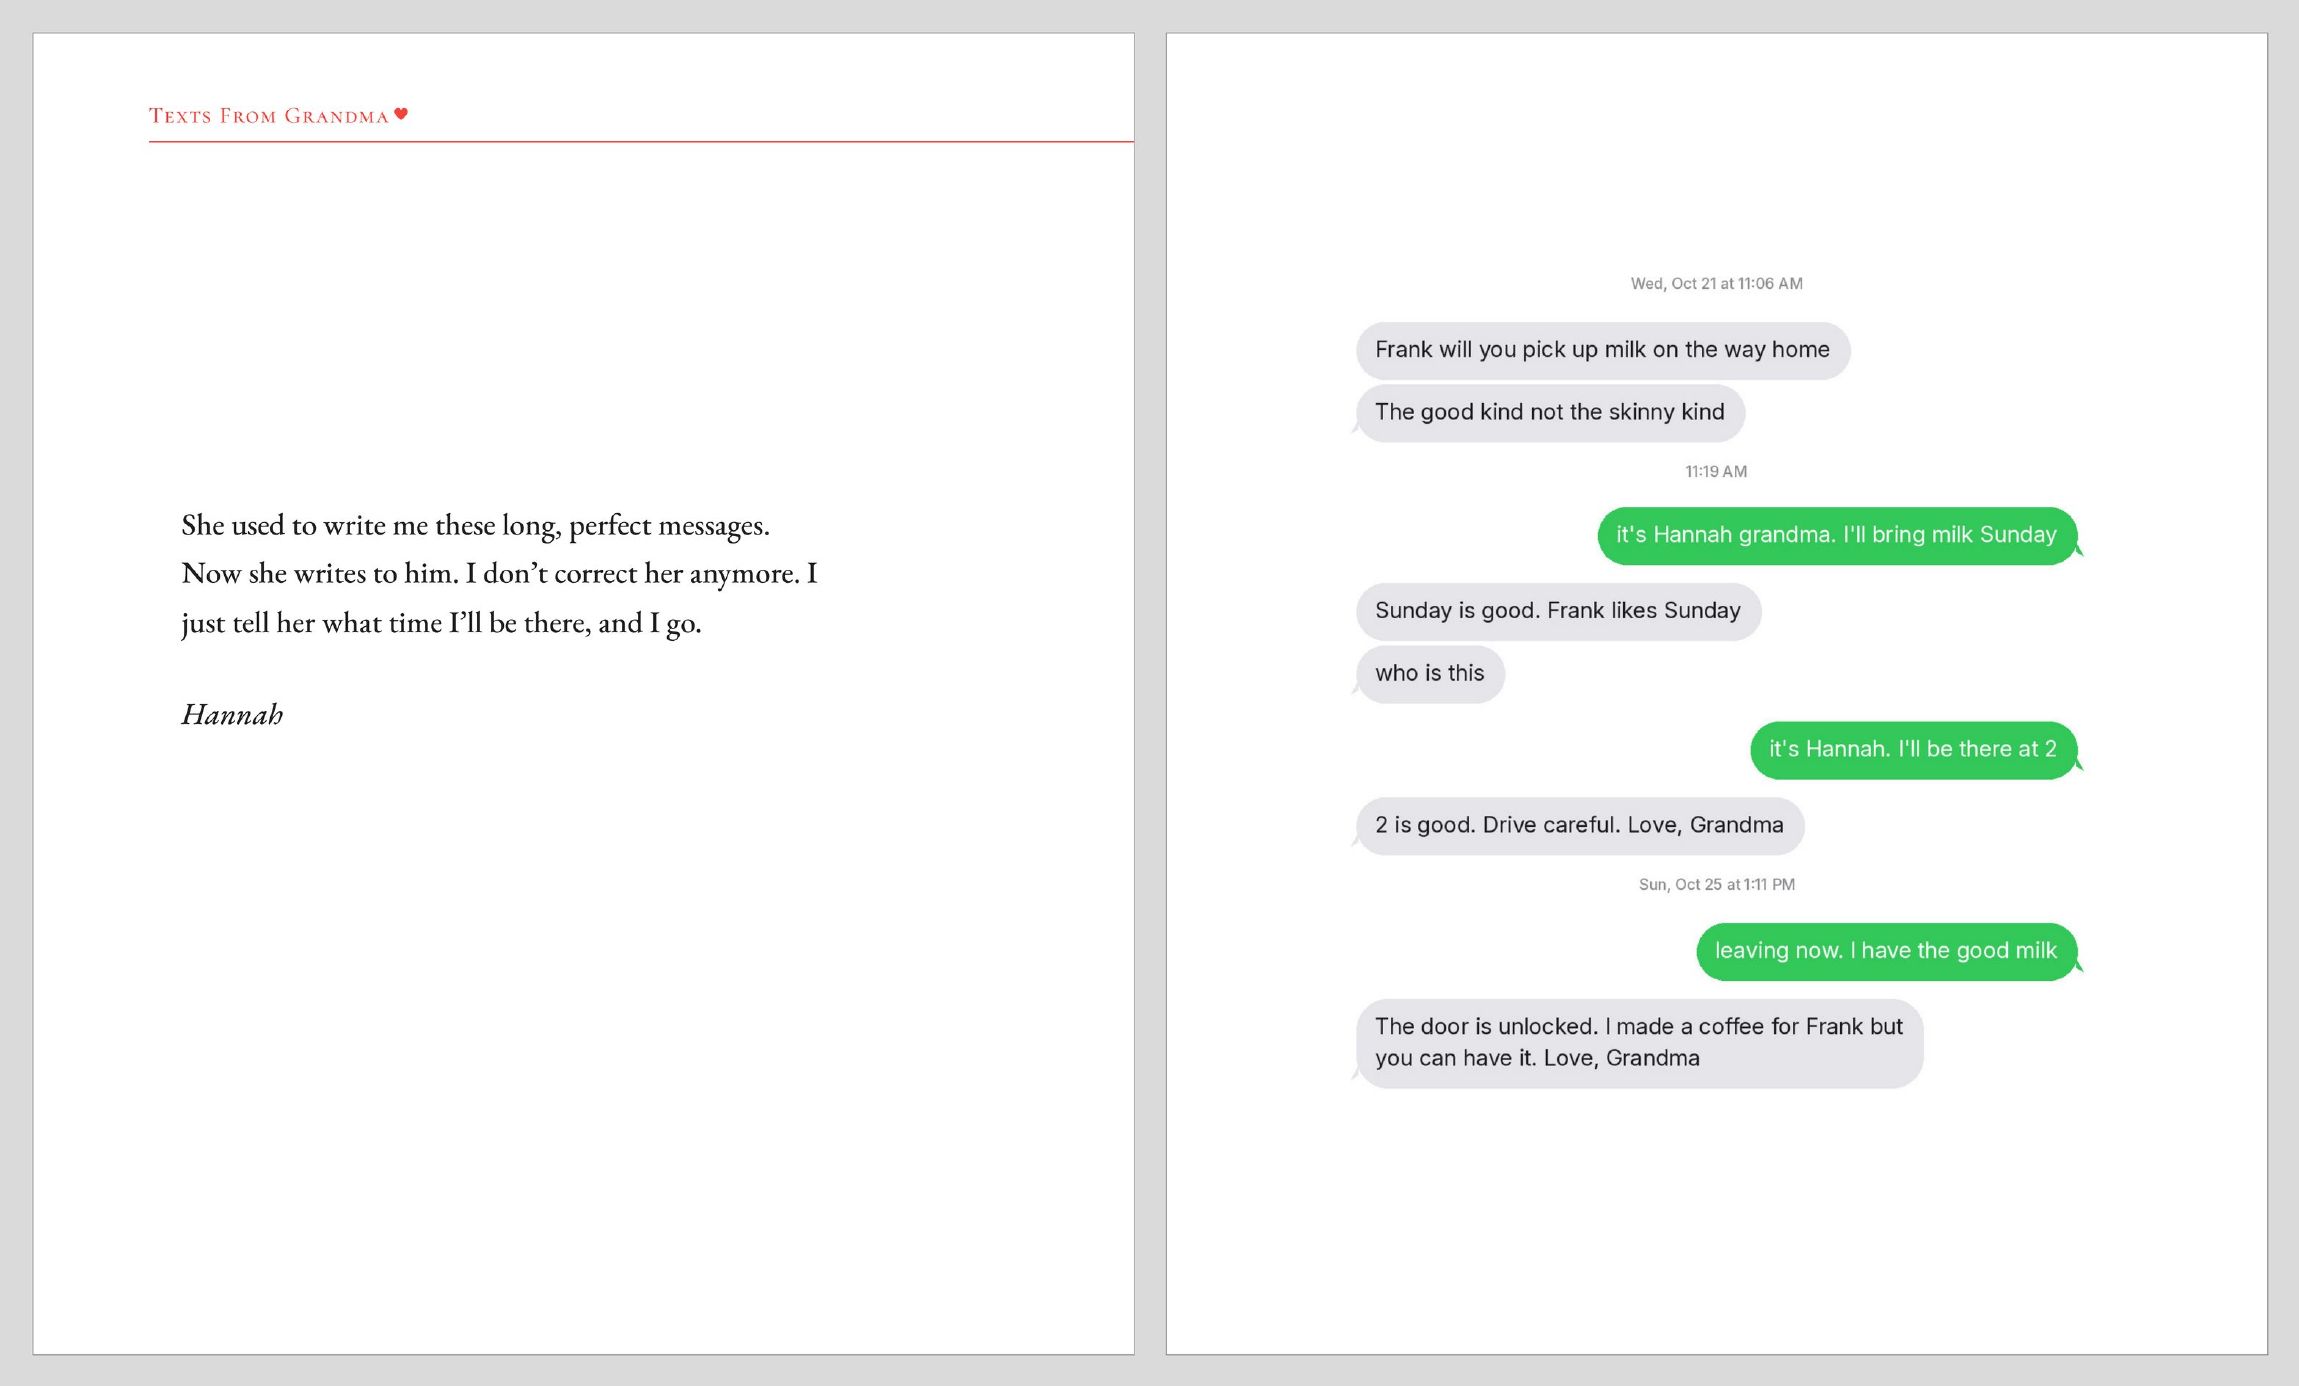 Texts From Grandma♥
She used to write me these long, perfect messages.
Now she writes to him. I don’t correct her anymore. I
just tell her what time I’ll be there, and I go.
Hannah
Wed, Oct 21 at 11:06 AM
Frank will you pick up milk on the way home
The good kind not the skinny kind
11:19 AM
it's Hannah grandma. I'll bring milk Sunday
Sunday is good. Frank likes Sunday
who is this
it's Hannah. I'll be there at 2
2 is good. Drive careful. Love, Grandma
Sun, Oct 25 at 1:11 PM
leaving now. I have the good milk
The door is unlocked. I made a coffee for Frank but
you can have it. Love, Grandma